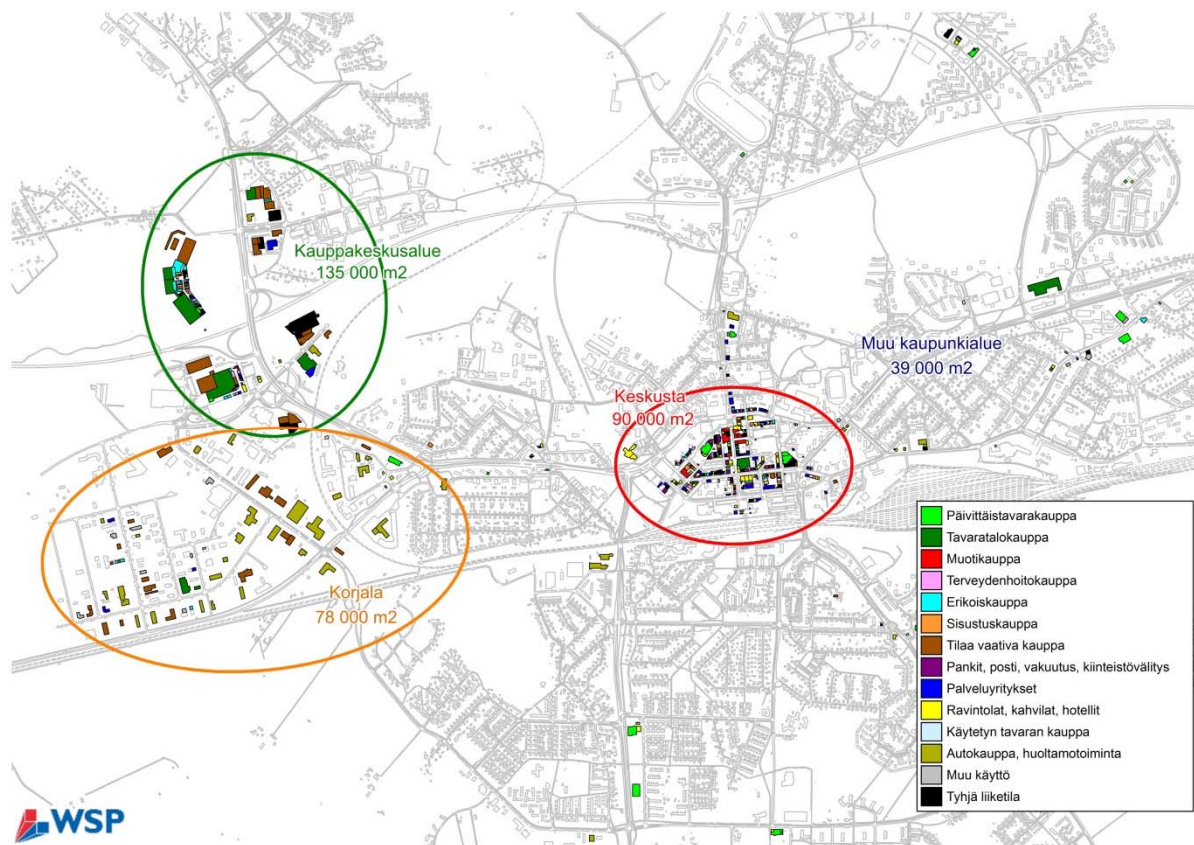 Kauppakeskusalue
135 000 m2
Muu kaupunkialue
39 000 m2
Keskusta
90 000 m2
Korjala
78 000 m2
Päivittäistavarakauppa
Tavaratalokauppa
Muotikauppa
Terveydenhoitokauppa
Erikoiskauppa
Sisustuskauppa
Tilaa vaativa kauppa
Pankit, posti, vakuutus, kiinteistövälitys
Palveluyritykset
Ravintolat, kahvilat, hotellit
Käytetyn tavaran kauppa
Autokauppa, huoltamotoiminta
Muu käyttö
Tyhjä liiketila
WSP